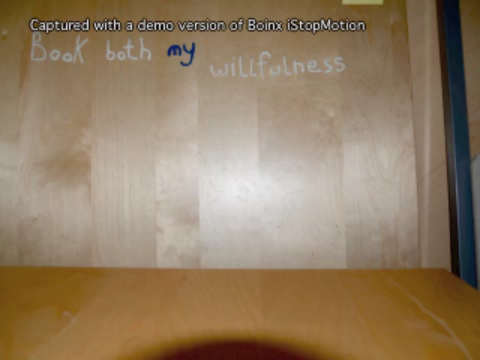 Captured with a demo version of Boinx iStopMotion
Book both my willfulness